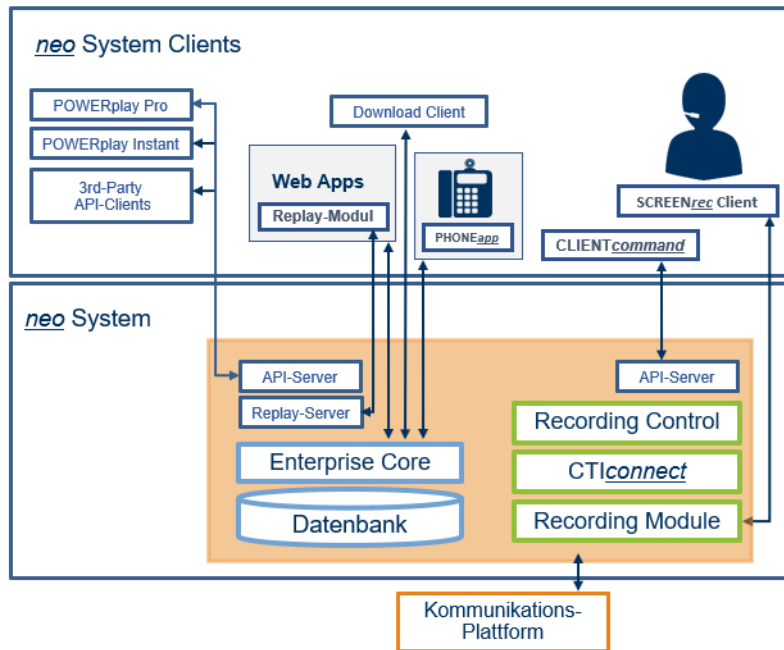 neo System Clients
POWERplay Pro
POWERplay Instant
3rd-Party
API-Clients
Download Client
Web Apps
Replay-Modul
PHONEapp
SCREENrec Client
CLIENTcommand
neo System
API-Server
Replay-Server
Enterprise Core
Datenbank
API-Server
Recording Control
CTIconnect
Recording Module
Kommunikations-
Plattform